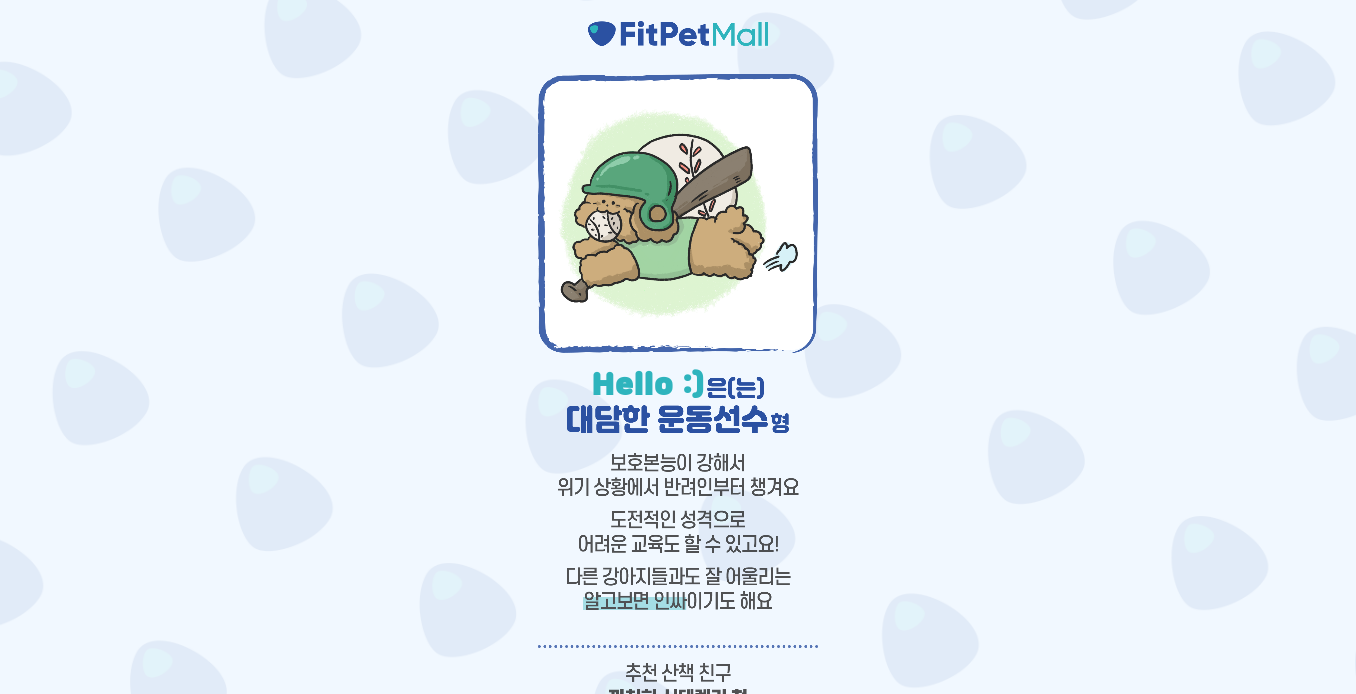 FitPetMall
Hello :)은(는)
대담한 운동선수형
보호본능이 강해서
위기 상황에서 반려인부터 챙겨요
도전적인 성격으로
어려운 교육도 할 수 있고요!
다른 강아지들과도 잘 어울리는
알고보면 인싸이기도 해요
추천 산책 친구